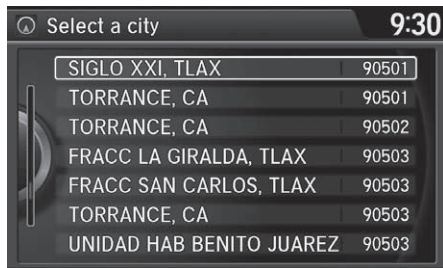 Select a city 9:30
SIGLO XXI, TLAX 90501
TORRANCE, CA 90501
TORRANCE, CA 90502
FRACC LA GIRALDA, TLAX 90503
FRACC SAN CARLOS, TLAX 90503
TORRANCE, CA 90503
UNIDAD HAB BENITO JUAREZ 90503